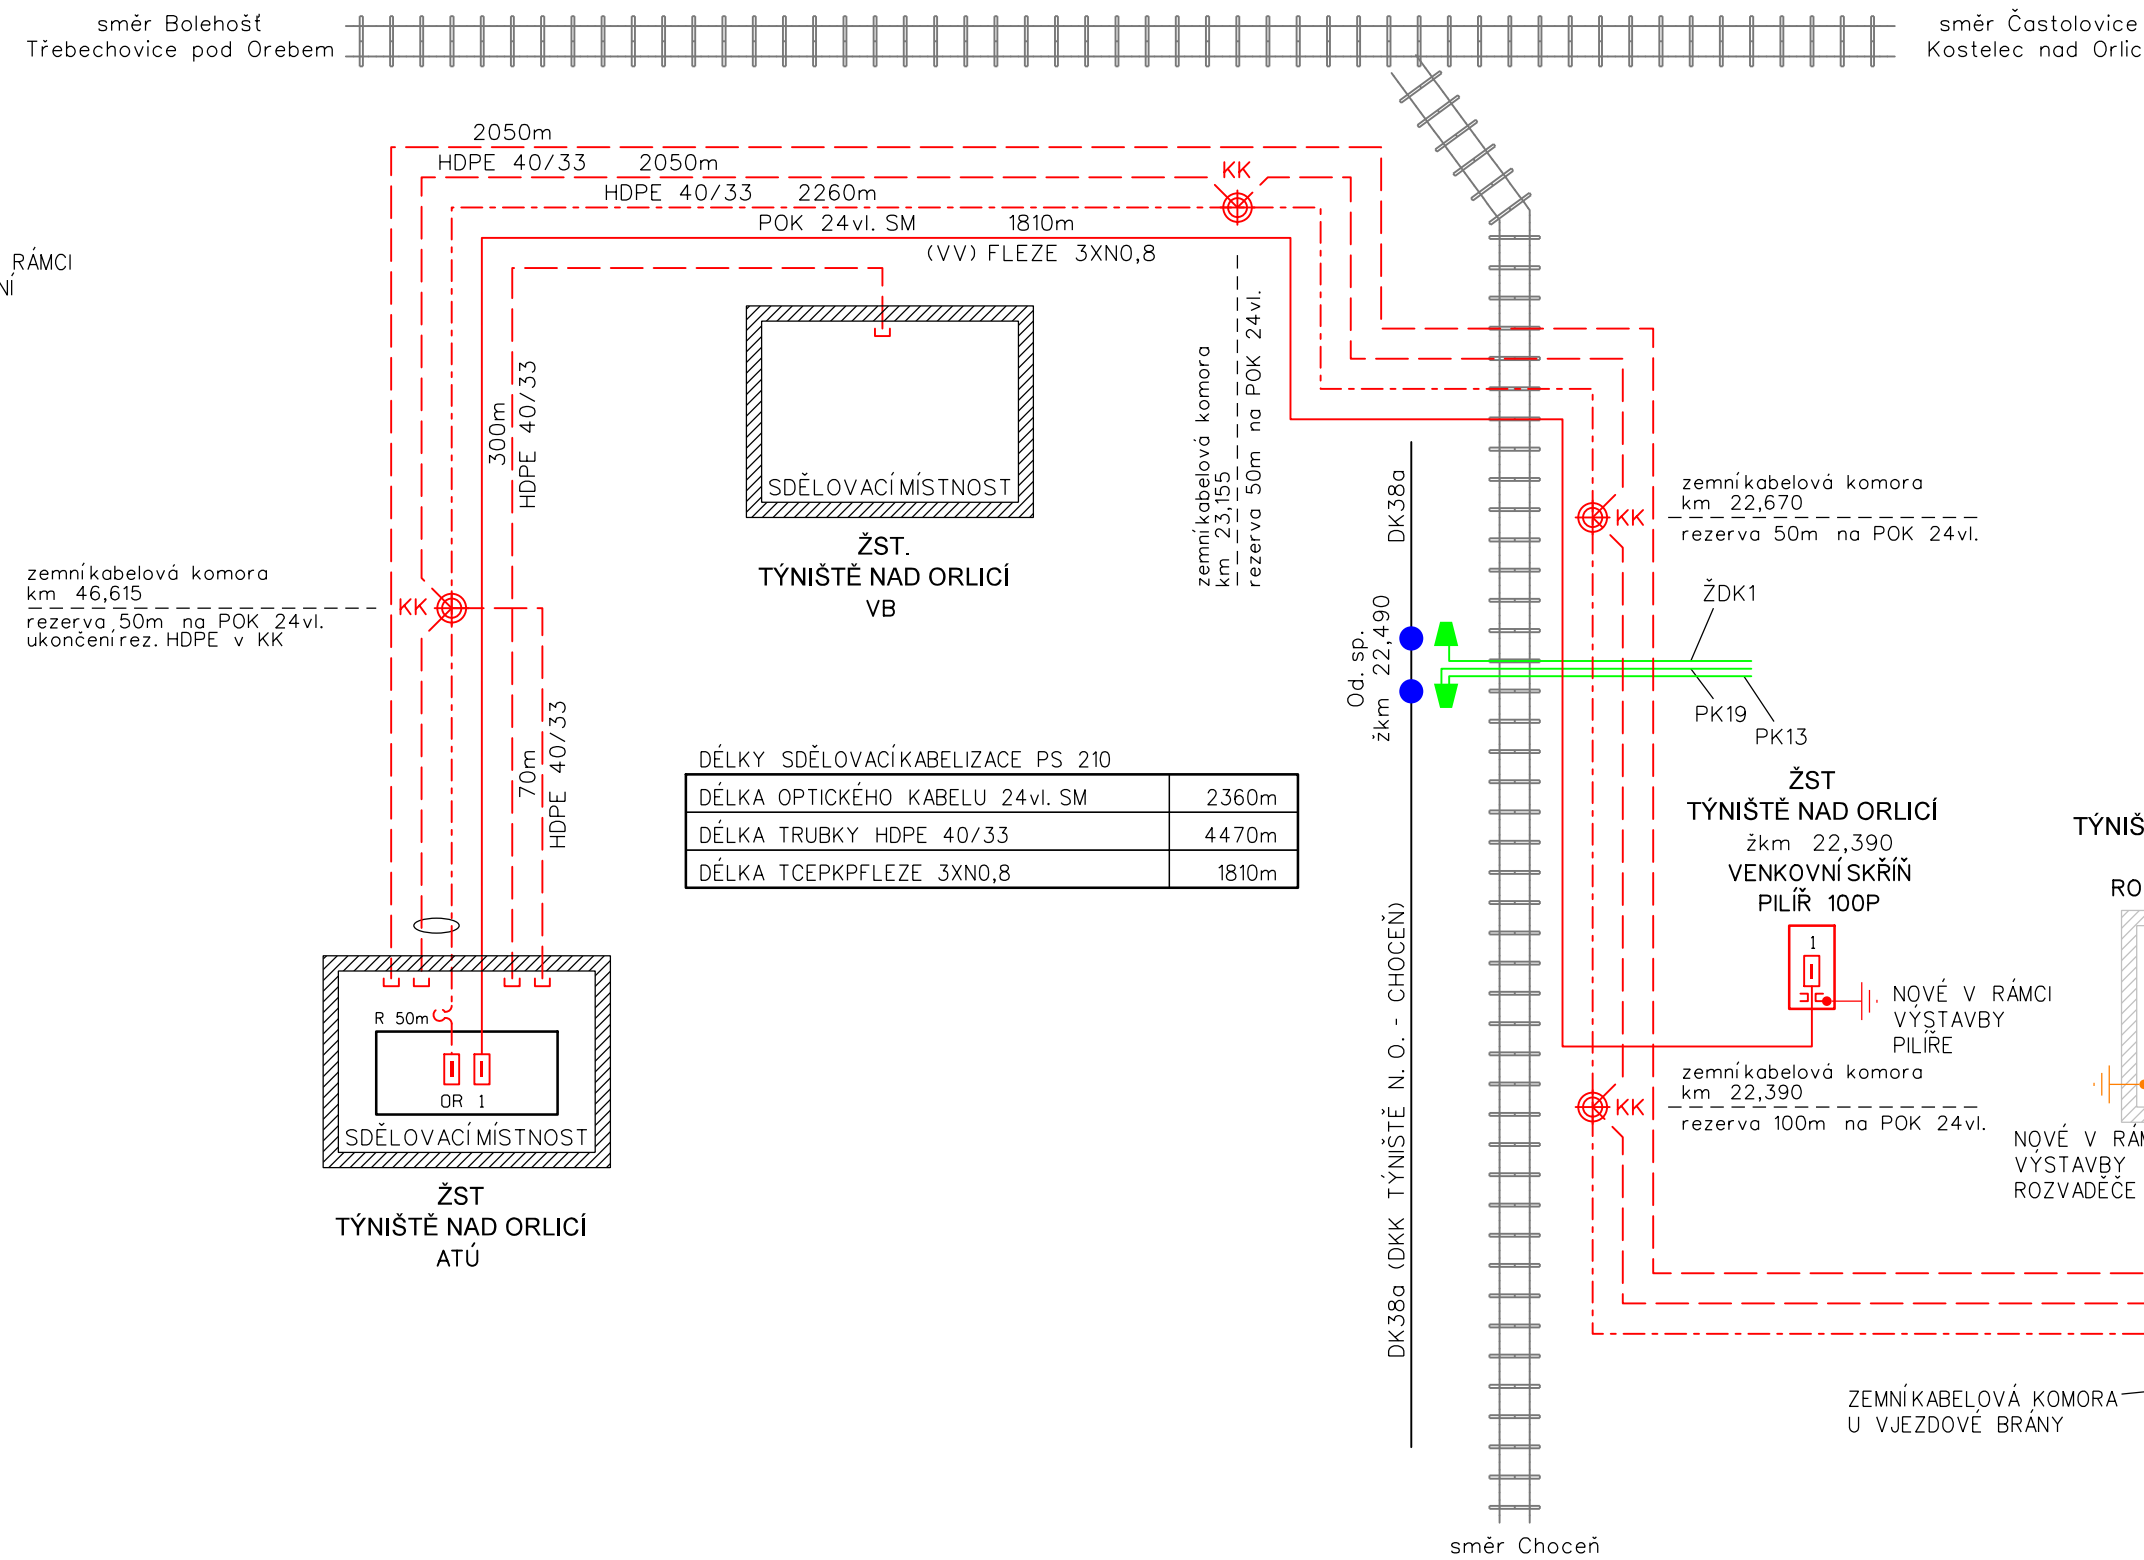 směr Bolehošť
Třebechovice pod Orebem
směr Častolovice
Kostelec nad Orlic
2050m
HDPE 40/33
2050m
HDPE 40/33
2260m
POK 24vl. SM
1810m
(VV) FLEZE 3XN0,8
KK
RÁMCI
NÍ
300m
HDPE 40/33
SDĚLOVACÍ MÍSTNOST
ŽST.
TÝNIŠTĚ NAD ORLICÍ
VB
zemní kabelová komora
km 23,155
rezerva 50m na POK 24vl.
DK38a
zemní kabelová komora
km 22,670
rezerva 50m na POK 24vl.
KK
zemní kabelová komora
km 46,615
rezerva 50m na POK 24vl.
ukončení rez. HDPE v KK
KK
Od. sp.
žkm 22,490
ŽDK1
PK19
PK13
70m
HDPE 40/33
DÉLKY SDĚLOVACÍ KABELIZACE PS 210
DÉLKA OPTICKÉHO KABELU 24vl. SM 2360m
DÉLKA TRUBKY HDPE 40/33 4470m
DÉLKA TCEPKPFLEZE 3XN0,8 1810m
ŽST
TÝNIŠTĚ NAD ORLICÍ
žkm 22,390
VENKOVNÍ SKŘÍŇ
PILÍŘ 100P
1
NOVÉ V RÁMCI
VÝSTAVBY
PILÍŘE
TÝNIŠ
RO
R 50m
OR 1
SDĚLOVACÍ MÍSTNOST
ŽST
TÝNIŠTĚ NAD ORLICÍ
ATÚ
DK38a (DKK TÝNIŠTĚ N. O. - CHOCEŇ)
zemní kabelová komora
km 22,390
rezerva 100m na POK 24vl.
KK
NOVÉ V RÁM
VÝSTAVBY
ROZVADĚČE
ZEMNÍ KABELOVÁ KOMORA
U VJEZDOVÉ BRÁNY
směr Choceň